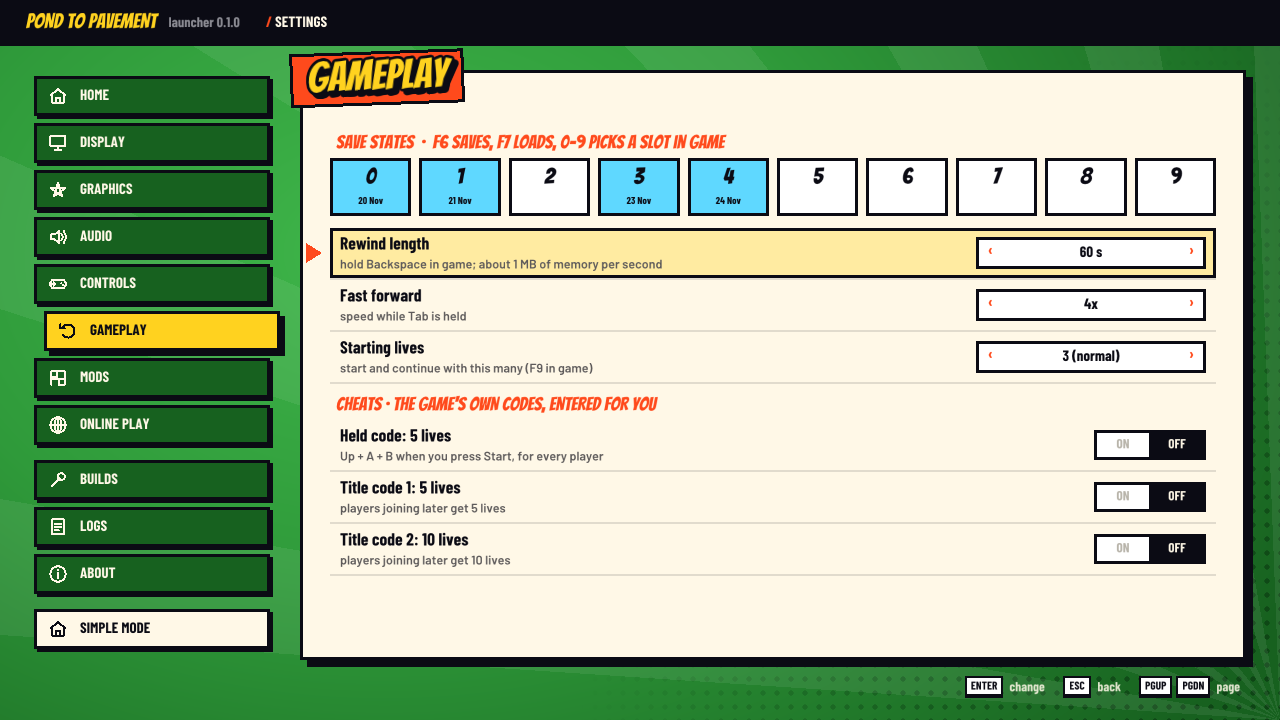 POND TO PAVEMENT launcher 0.1.0 / SETTINGS
GAMEPLAY
HOME
DISPLAY
GRAPHICS
AUDIO
CONTROLS
GAMEPLAY
MODS
ONLINE PLAY
BUILDS
LOGS
ABOUT
SIMPLE MODE
SAVE STATES · F6 SAVES, F7 LOADS, 0-9 PICKS A SLOT IN GAME
0 1 2 3 4 5 6 7 8 9
20 Nov 21 Nov 23 Nov 24 Nov
Rewind length
hold Backspace in game; about 1 MB of memory per second
‹ 60 s ›
Fast forward
speed while Tab is held
‹ 4x ›
Starting lives
start and continue with this many (F9 in game)
‹ 3 (normal) ›
CHEATS · THE GAME'S OWN CODES, ENTERED FOR YOU
Held code: 5 lives
Up + A + B when you press Start, for every player
ON OFF
Title code 1: 5 lives
players joining later get 5 lives
ON OFF
Title code 2: 10 lives
players joining later get 10 lives
ON OFF
ENTER change ESC back PGUP PGDN page